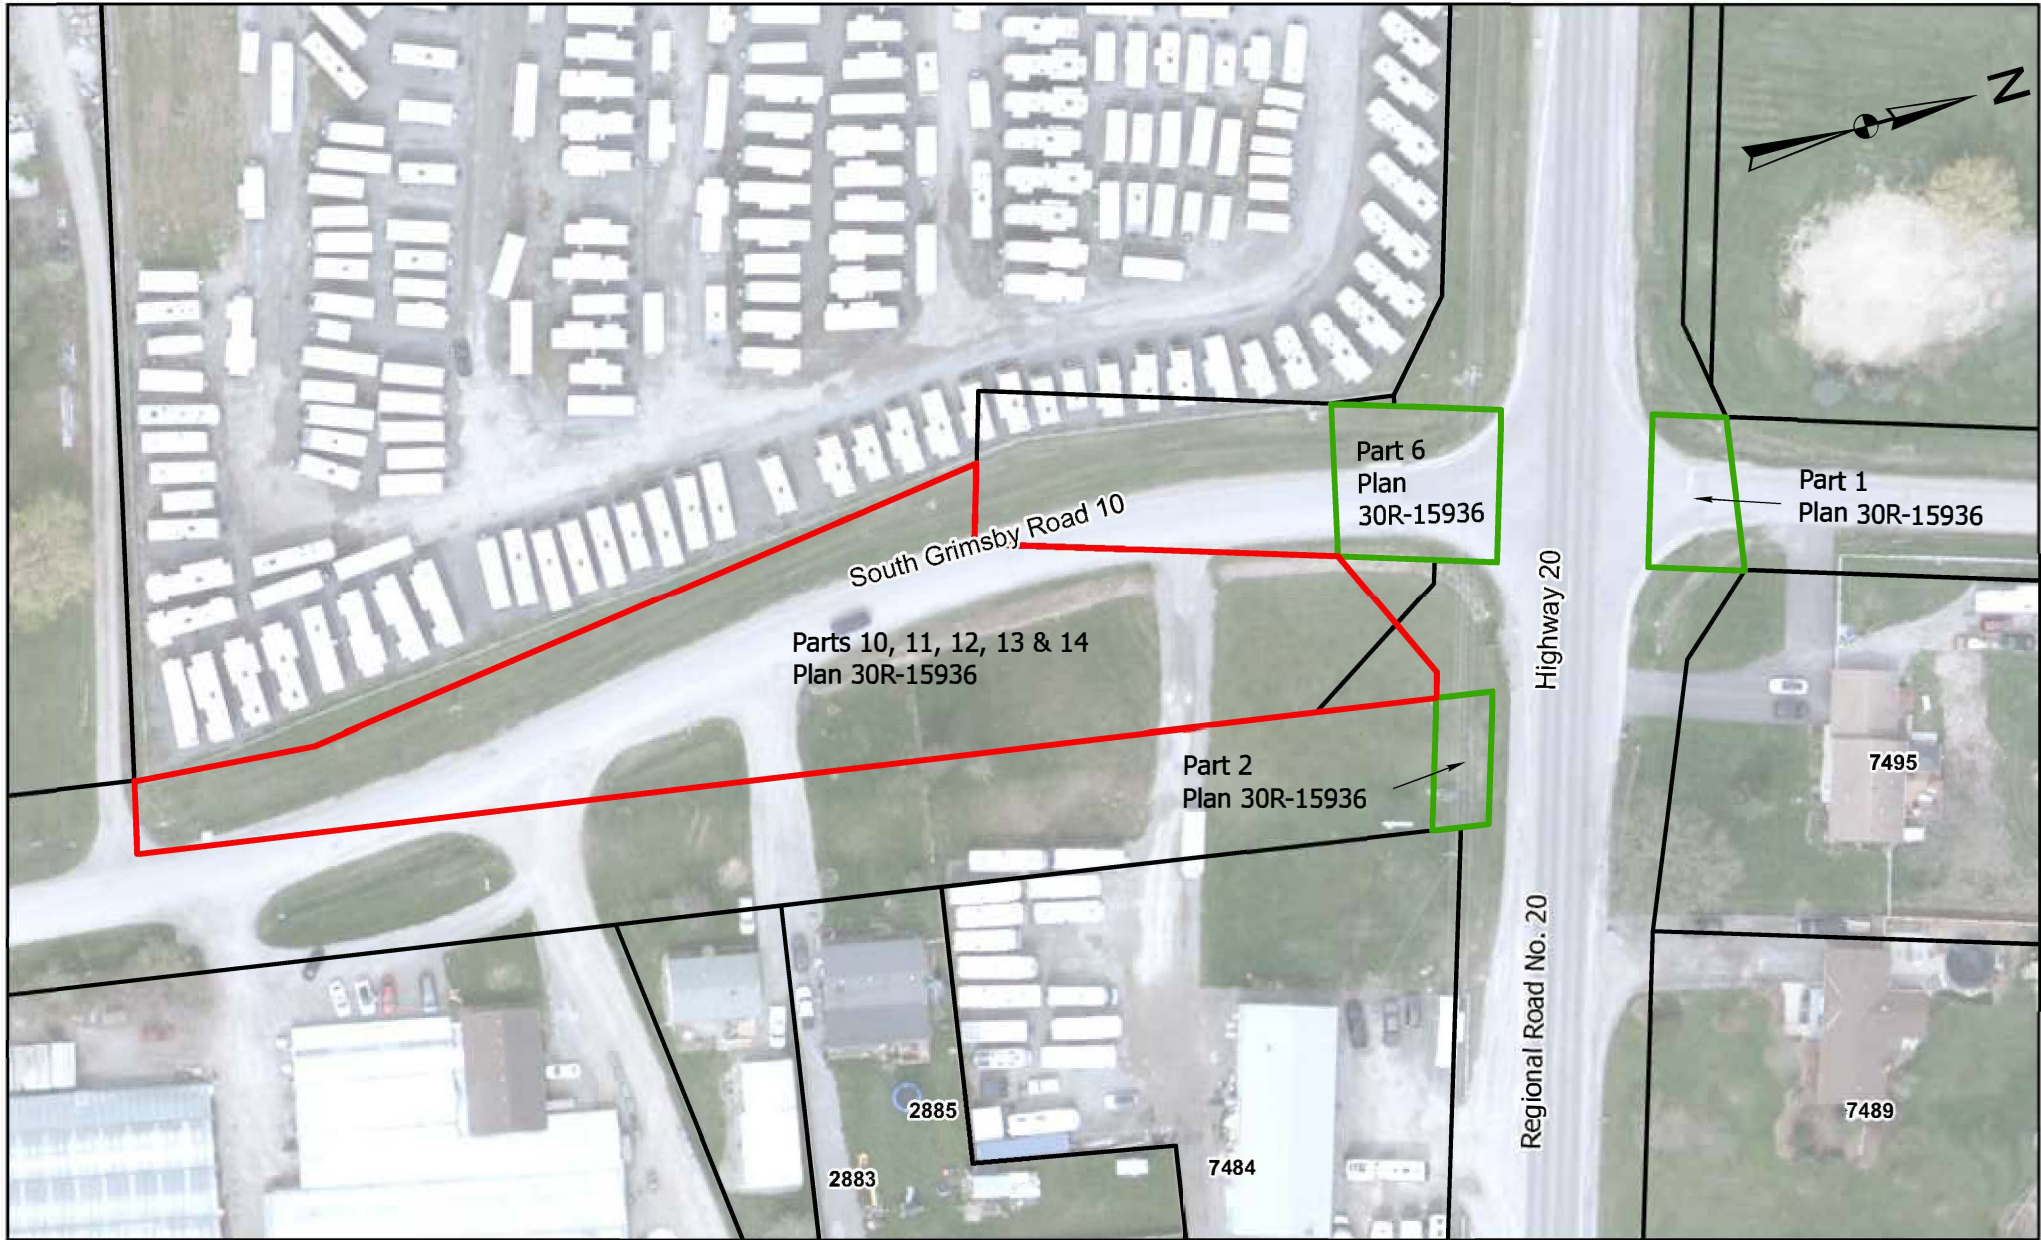 N
Part 6
Plan
30R-15936
Part 1
Plan 30R-15936
South Grimsby Road 10
Highway 20
Parts 10, 11, 12, 13 & 14
Plan 30R-15936
Part 2
Plan 30R-15936
7495
Regional Road No. 20
2885
7489
2883
7484